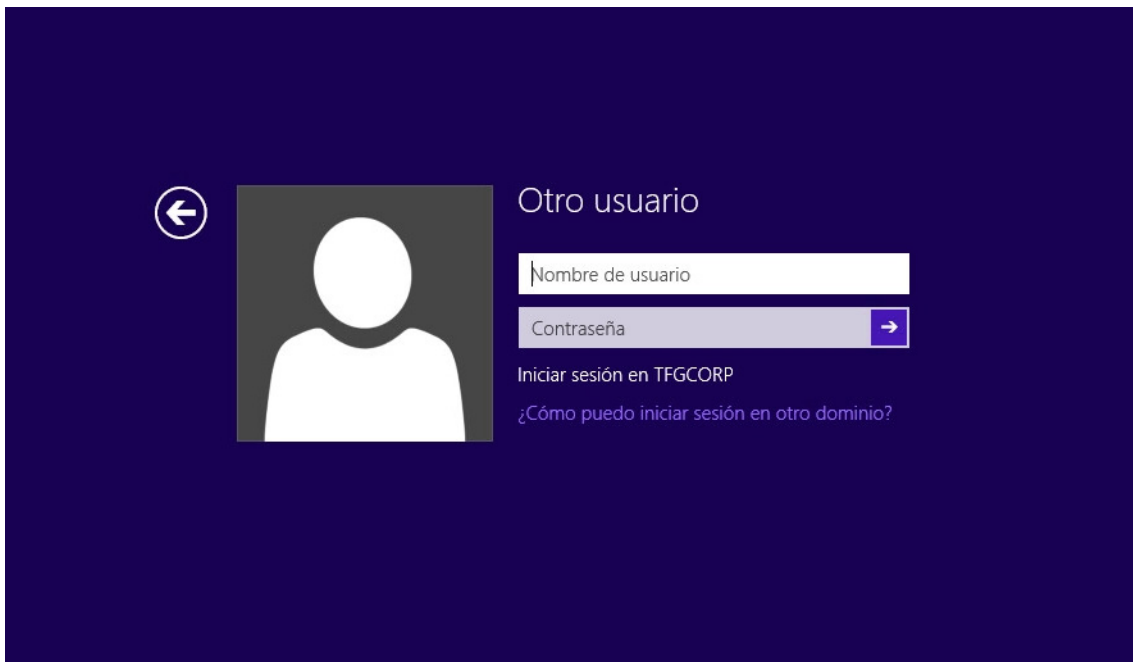 Otro usuario
Nombre de usuario
Contraseña
Iniciar sesión en TFGCORP
¿Cómo puedo iniciar sesión en otro dominio?